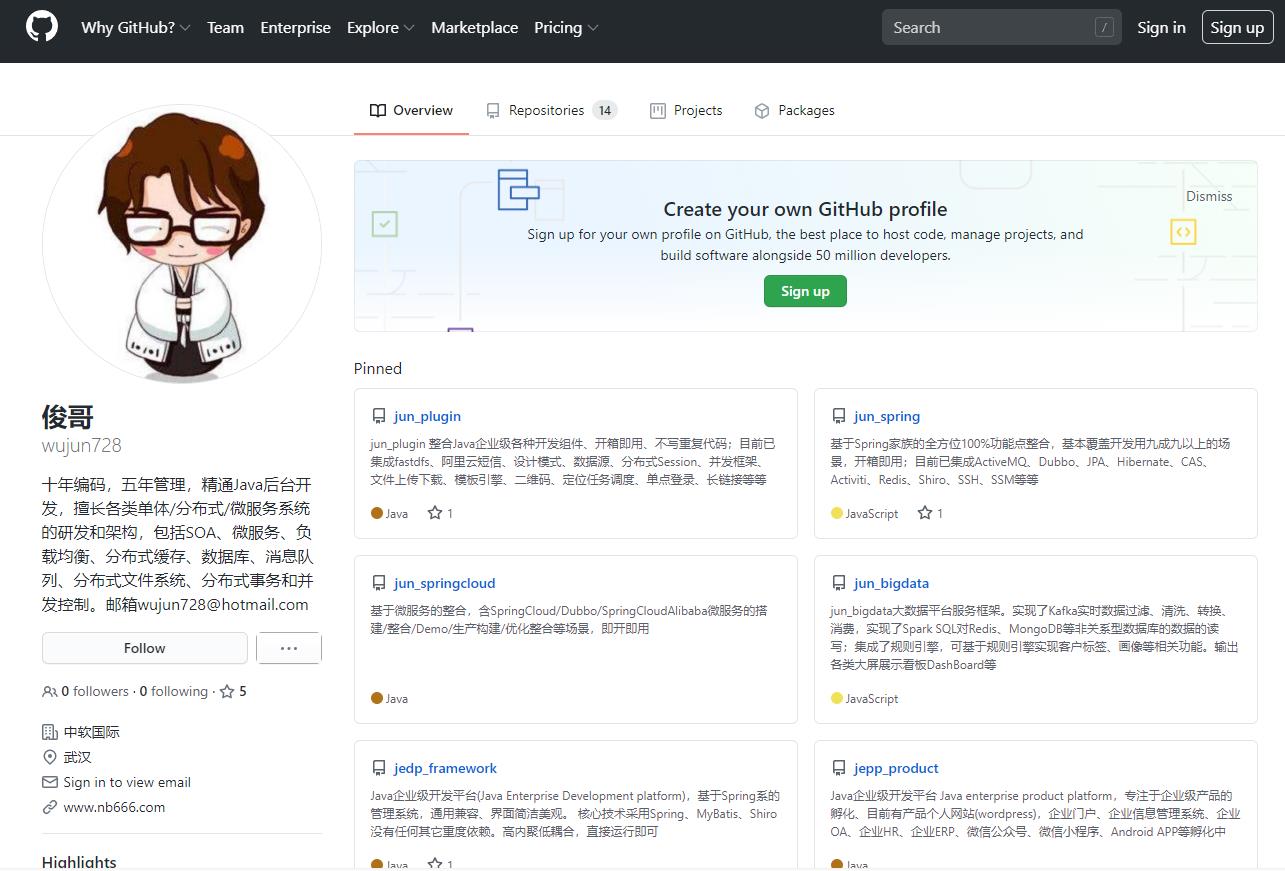 Why GitHub? Team Enterprise Explore Marketplace Pricing Search / Sign in Sign up
Overview Repositories 14 Projects Packages
Dismiss
Create your own GitHub profile
Sign up for your own profile on GitHub, the best place to host code, manage projects, and
build software alongside 50 million developers.
Sign up
俊哥
wujun728
十年编码，五年管理，精通Java后台开
发，擅长各类单体/分布式/微服务系统
的研发和架构，包括SOA、微服务、负
载均衡、分布式缓存、数据库、消息队
列、分布式文件系统、分布式事务和并
发控制。邮箱wujun728@hotmail.com
Follow
0 followers · 0 following · 5
中软国际
武汉
Sign in to view email
www.nb666.com
Highlights
Pinned
jun_plugin
jun_plugin 整合Java企业级各种开发组件、开箱即用、不写重复代码；目前已
集成fastdfs、阿里云短信、设计模式、数据源、分布式Session、并发框架、
文件上传下载、模板引擎、二维码、定位任务调度、单点登录、长链接等等
Java 1
jun_spring
基于Spring家族的全方位100%功能点整合，基本覆盖开发用九成九以上的场
景，开箱即用；目前已集成ActiveMQ、Dubbo、JPA、Hibernate、CAS、
Activiti、Redis、Shiro、SSH、SSM等等
JavaScript 1
jun_springcloud
基于微服务的整合，含SpringCloud/Dubbo/SpringCloudAlibaba微服务的搭
建/整合/Demo/生产构建/优化整合等场景，即开即用
Java
jun_bigdata
jun_bigdata大数据平台服务框架。实现了Kafka实时数据过滤、清洗、转换、
消费，实现了Spark SQL对Redis、MongoDB等非关系型数据库的数据的读
写；集成了规则引擎，可基于规则引擎实现客户标签、画像等相关功能。输出
各类大屏展示看板DashBoard等
JavaScript
jedp_framework
Java企业级开发平台(Java Enterprise Development platform)，基于Spring系的
管理系统，通用兼容、界面简洁美观。 核心技术采用Spring、MyBatis、Shiro
没有任何其它重度依赖。高内聚低耦合，直接运行即可
Java 1
jepp_product
Java企业级开发平台 Java enterprise product platform，专注于企业级产品的
孵化、目前有产品个人网站(wordpress)，企业门户、企业信息管理系统、企业
OA、企业HR、企业ERP、微信公众号、微信小程序、Android APP等孵化中
Java